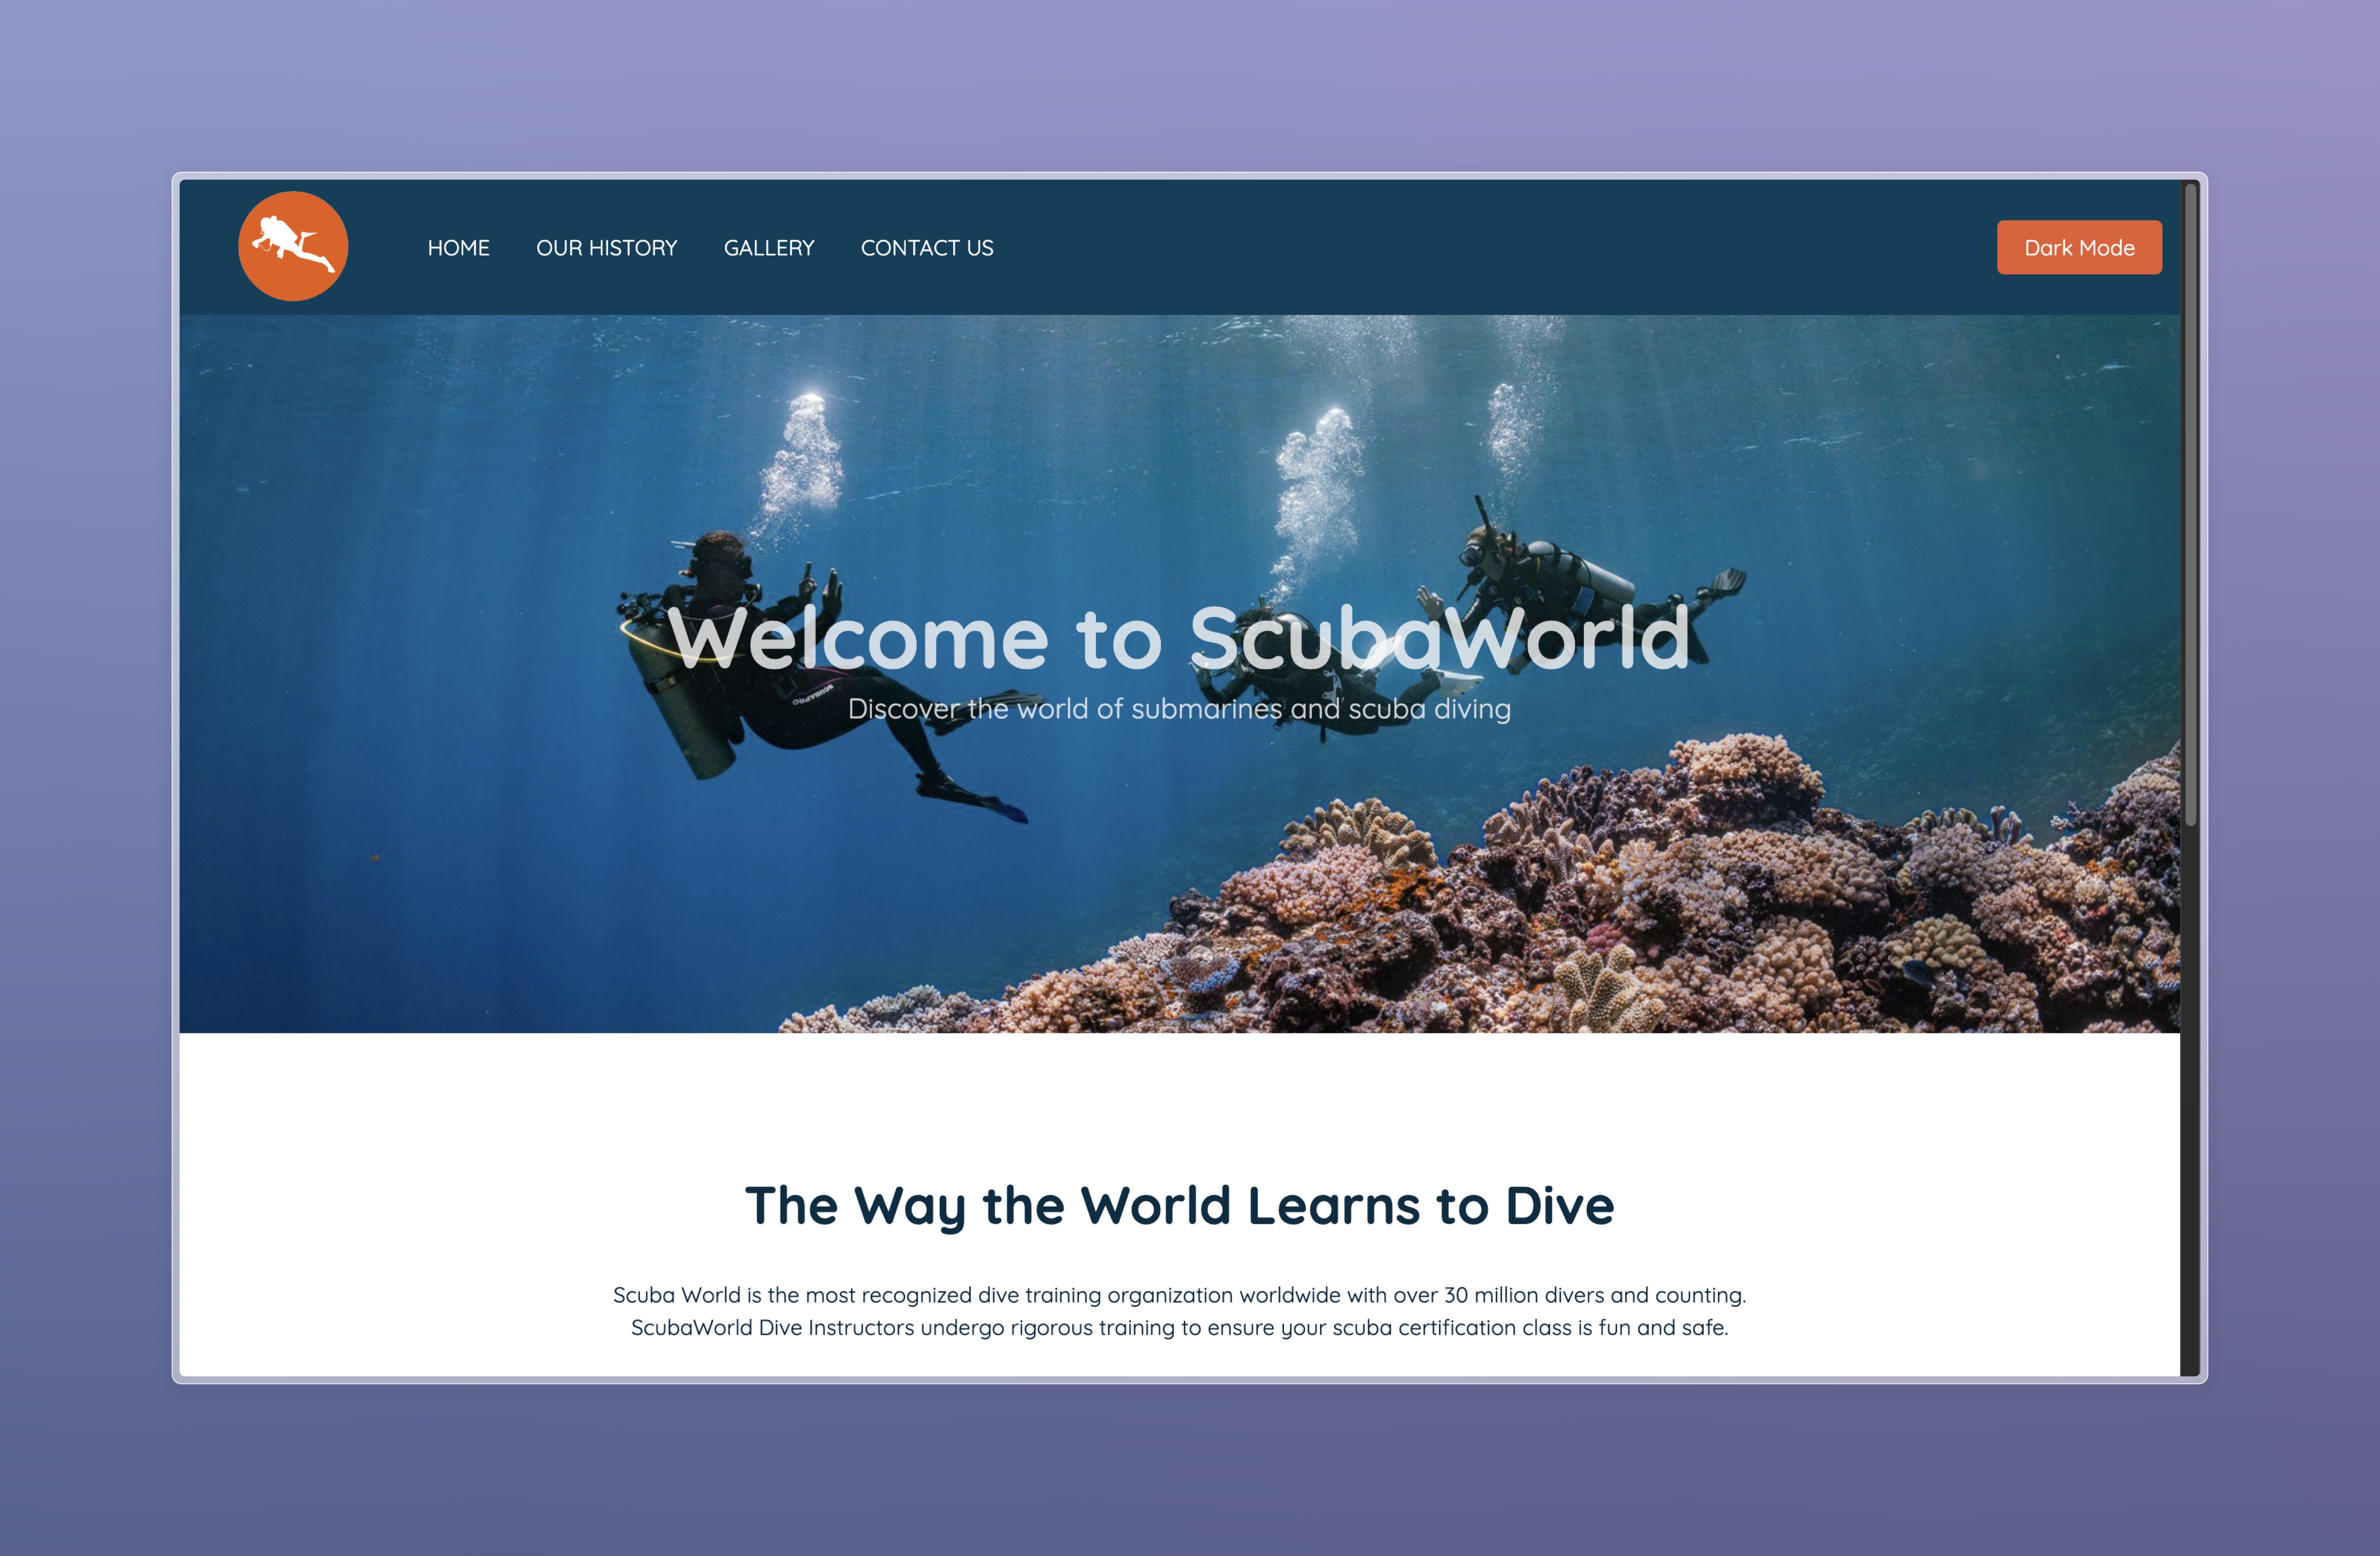 HOME OUR HISTORY GALLERY CONTACT US Dark Mode
Welcome to ScubaWorld
SCUBAPRO
Discover the world of submarines and scuba diving
The Way the World Learns to Dive
Scuba World is the most recognized dive training organization worldwide with over 30 million divers and counting.
ScubaWorld Dive Instructors undergo rigorous training to ensure your scuba certification class is fun and safe.